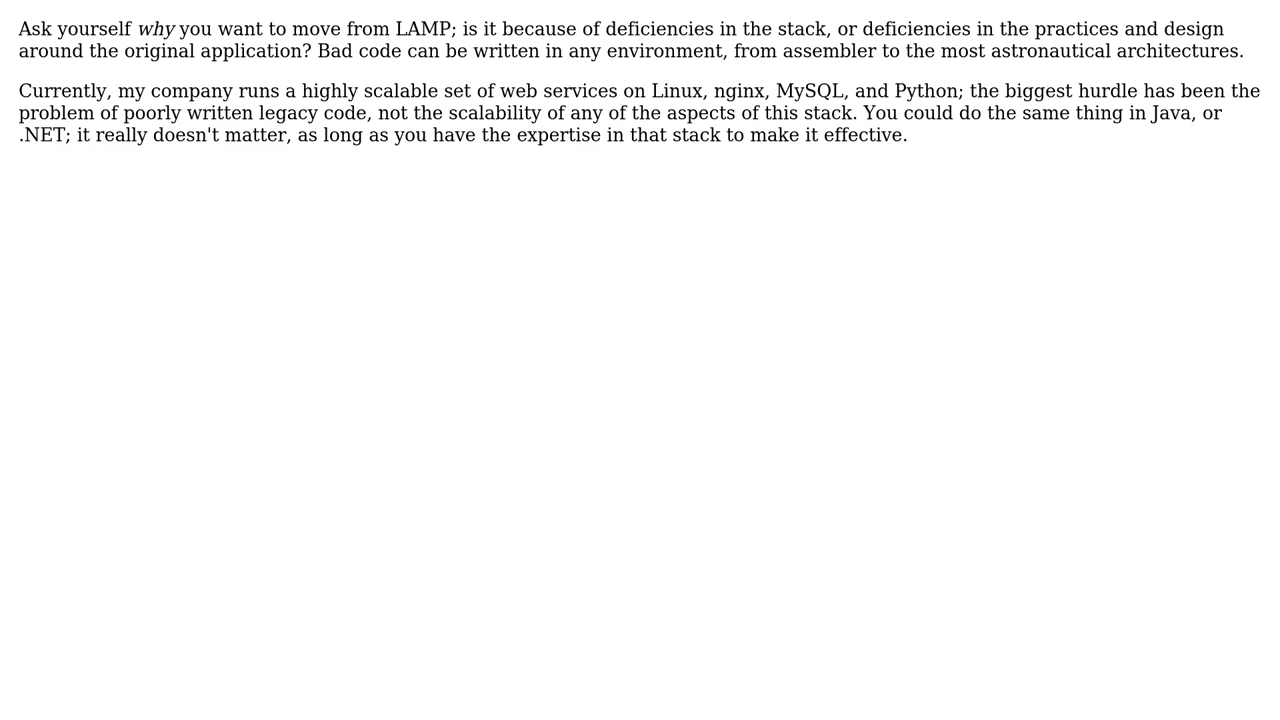 Ask yourself why you want to move from LAMP; is it because of deficiencies in the stack, or deficiencies in the practices and design
around the original application? Bad code can be written in any environment, from assembler to the most astronautical architectures.
Currently, my company runs a highly scalable set of web services on Linux, nginx, MySQL, and Python; the biggest hurdle has been the
problem of poorly written legacy code, not the scalability of any of the aspects of this stack. You could do the same thing in Java, or
.NET; it really doesn't matter, as long as you have the expertise in that stack to make it effective.